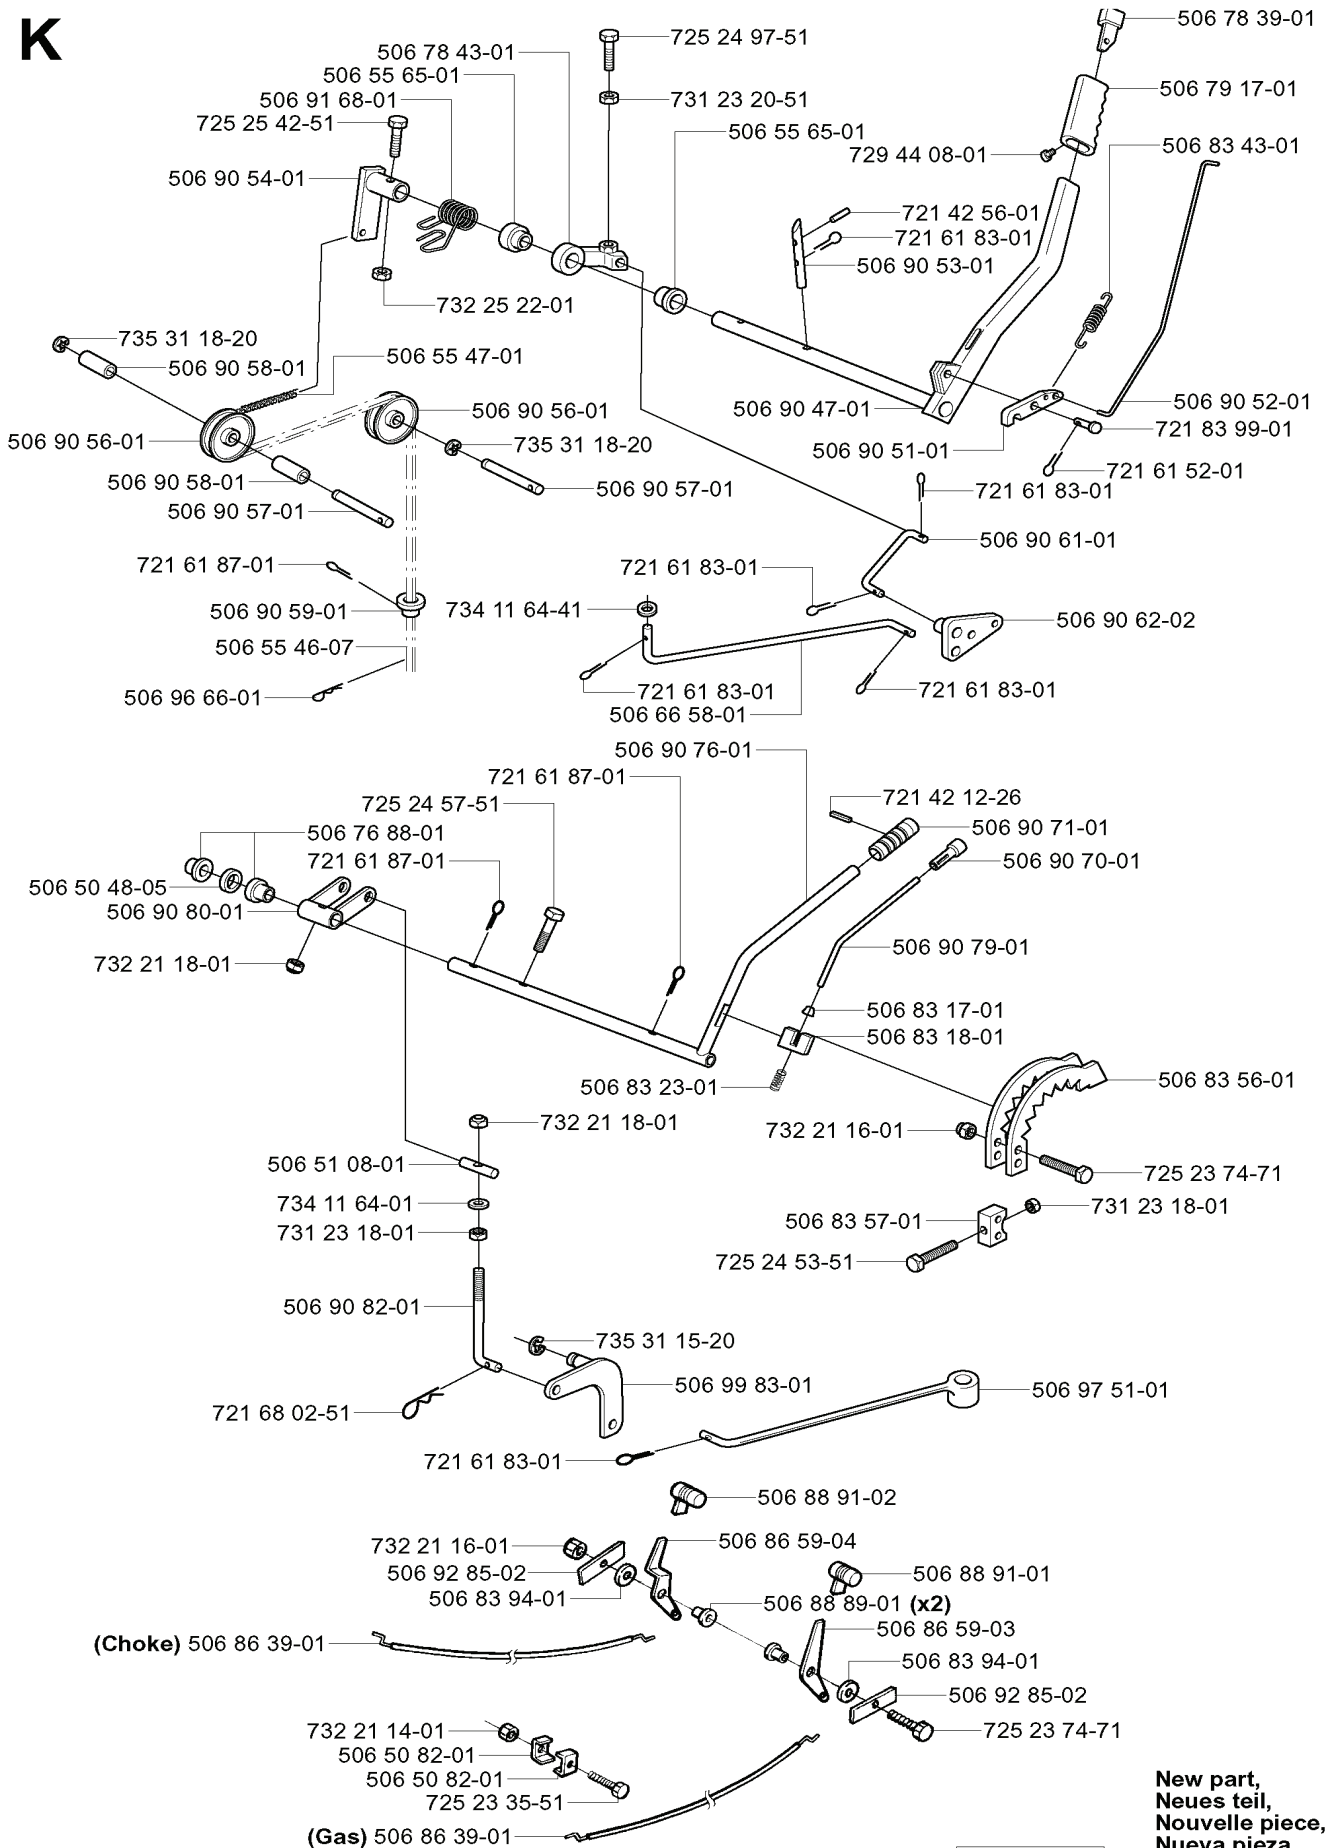 K
506 78 39-01
725 24 97-51
506 78 43-01
506 55 65-01
506 79 17-01
506 91 68-01
731 23 20-51
725 25 42-51
506 55 65-01
506 83 43-01
729 44 08-01
506 90 54-01
721 42 56-01
721 61 83-01
506 90 53-01
732 25 22-01
735 31 18-20
506 55 47-01
506 90 58-01
506 90 52-01
506 90 47-01
506 90 56-01
721 83 99-01
506 90 56-01
735 31 18-20
506 90 51-01
721 61 52-01
506 90 58-01
506 90 57-01
721 61 83-01
506 90 57-01
506 90 61-01
721 61 87-01
721 61 83-01
506 90 59-01
734 11 64-41
506 90 62-02
506 55 46-07
721 61 83-01
721 61 83-01
506 96 66-01
506 66 58-01
506 90 76-01
721 61 87-01
721 42 12-26
725 24 57-51
506 90 71-01
506 76 88-01
506 90 70-01
721 61 87-01
506 50 48-05
506 90 80-01
506 90 79-01
732 21 18-01
506 83 17-01
506 83 18-01
506 83 23-01
506 83 56-01
732 21 18-01
732 21 16-01
506 51 08-01
725 23 74-71
734 11 64-01
731 23 18-01
506 83 57-01
731 23 18-01
725 24 53-51
506 90 82-01
735 31 15-20
506 99 83-01
506 97 51-01
721 68 02-51
721 61 83-01
506 88 91-02
732 21 16-01
506 86 59-04
506 92 85-02
506 88 91-01
506 83 94-01
506 88 89-01 (x2)
506 86 59-03
(Choke) 506 86 39-01
506 83 94-01
506 92 85-02
732 21 14-01
725 23 74-71
506 50 82-01
506 50 82-01
725 23 35-51
(Gas) 506 86 39-01
New part,
Neues teil,
Nouvelle piece,
Nueva pieza